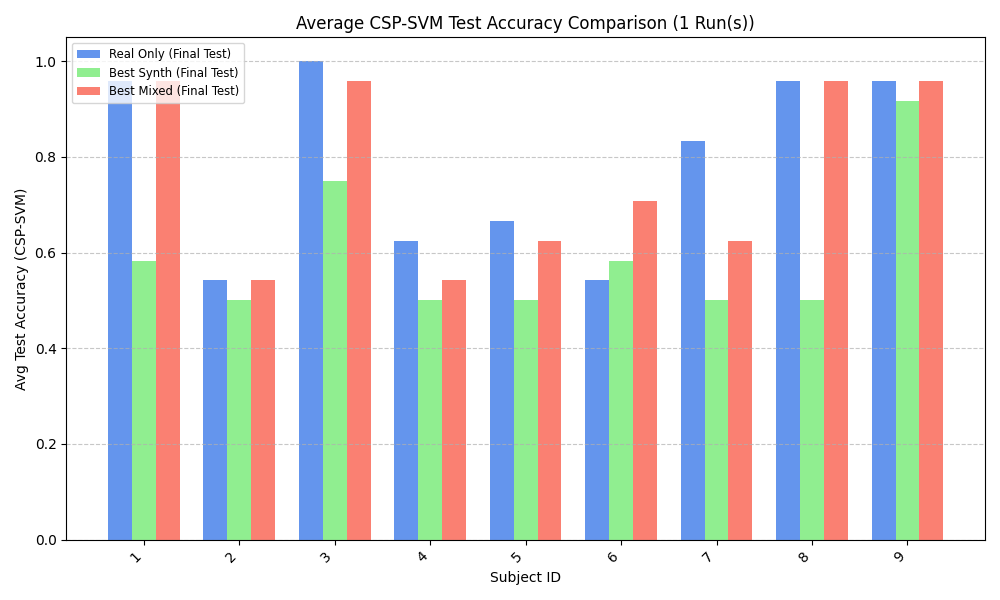 Average CSP-SVM Test Accuracy Comparison (1 Run(s))
Real Only (Final Test)
Best Synth (Final Test)
Best Mixed (Final Test)
Avg Test Accuracy (CSP-SVM)
1.0
0.8
0.6
0.4
0.2
0.0
1 2 3 4 5 6 7 8 9
Subject ID